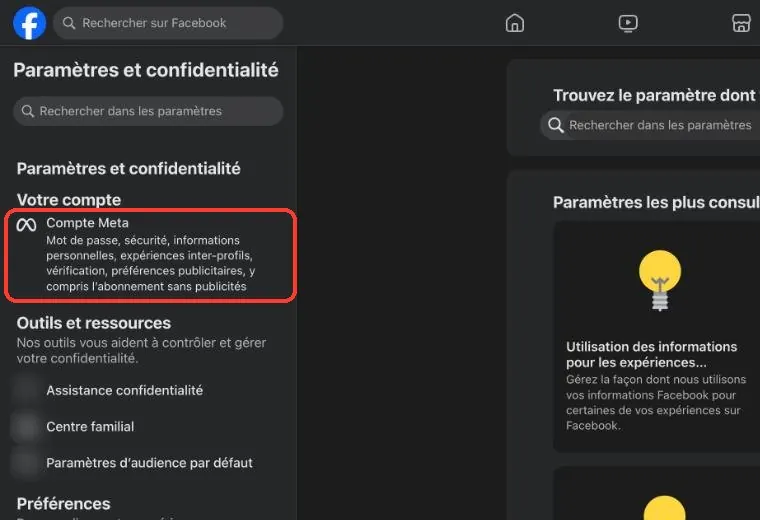 Rechercher sur Facebook
Paramètres et confidentialité
Rechercher dans les paramètres
Paramètres et confidentialité
Votre compte
Compte Meta
Mot de passe, sécurité, informations
personnelles, expériences inter-profils,
vérification, préférences publicitaires, y
compris l'abonnement sans publicités
Outils et ressources
Nos outils vous aident à contrôler et gérer
votre confidentialité.
Assistance confidentialité
Centre familial
Paramètres d'audience par défaut
Préférences
Trouvez le paramètre dont
Rechercher dans les paramètres
Paramètres les plus consul
Utilisation des informations
pour les expériences...
Gérez la façon dont nous utilisons
vos informations Facebook pour
certaines de vos expériences sur
Facebook.